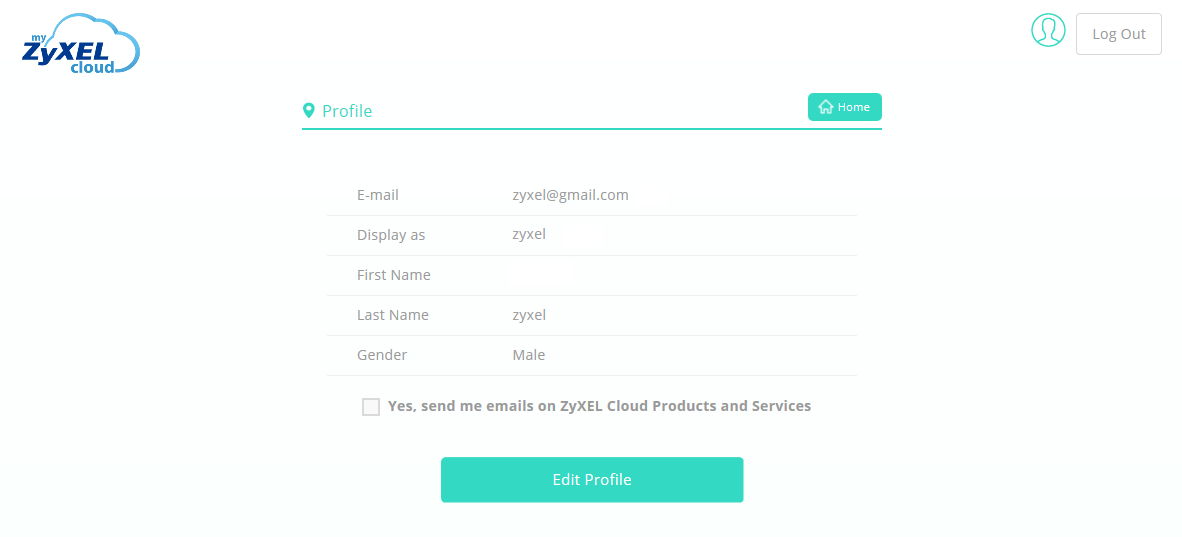 my
ZyXEL
cloud
Log Out
Profile
Home
E-mail zyxel@gmail.com
Display as zyxel
First Name
Last Name zyxel
Gender Male
Yes, send me emails on ZyXEL Cloud Products and Services
Edit Profile